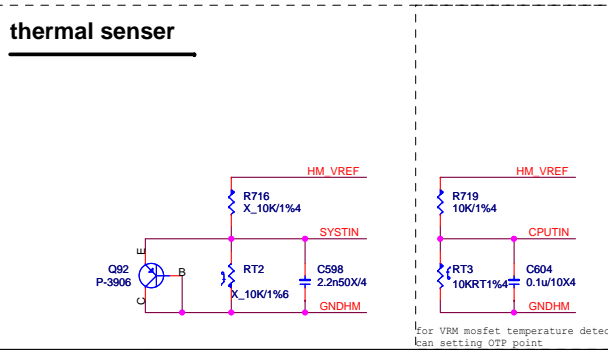 thermal senser
HM_VREF
R716
X_10K/1%4
SYSTIN
E
Q92
P-3906
B
C
RT2
X_10K/1%6
C598
2.2n50X/4
GNDHM
HM_VREF
R719
10K/1%4
CPUTIN
RT3
10KRT1%4
C604
0.1u/10X4
GNDHM
for VRM mosfet temperature detec
can setting OTP point